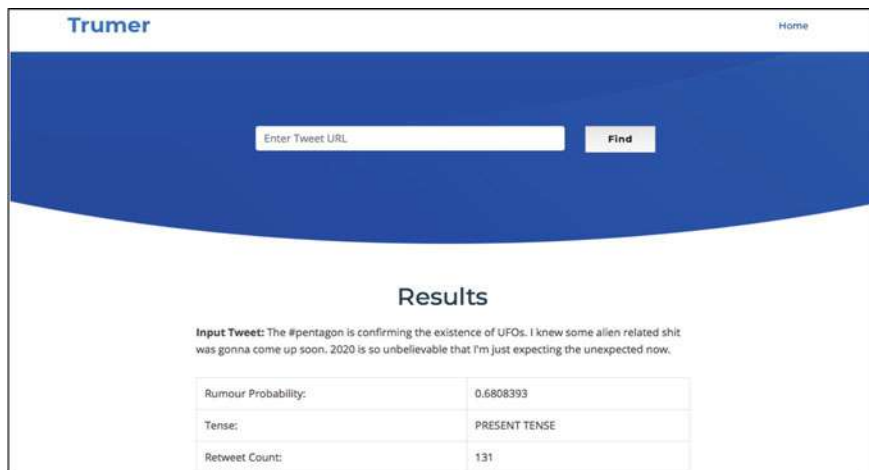 Trumer
Home
Enter Tweet URL
Find
Results
Input Tweet: The #pentagon is confirming the existence of UFOs. I knew some alien related shit
was gonna come up soon. 2020 is so unbelievable that I'm just expecting the unexpected now.
Rumour Probability: 0.6808393
Tense: PRESENT TENSE
Retweet Count: 131